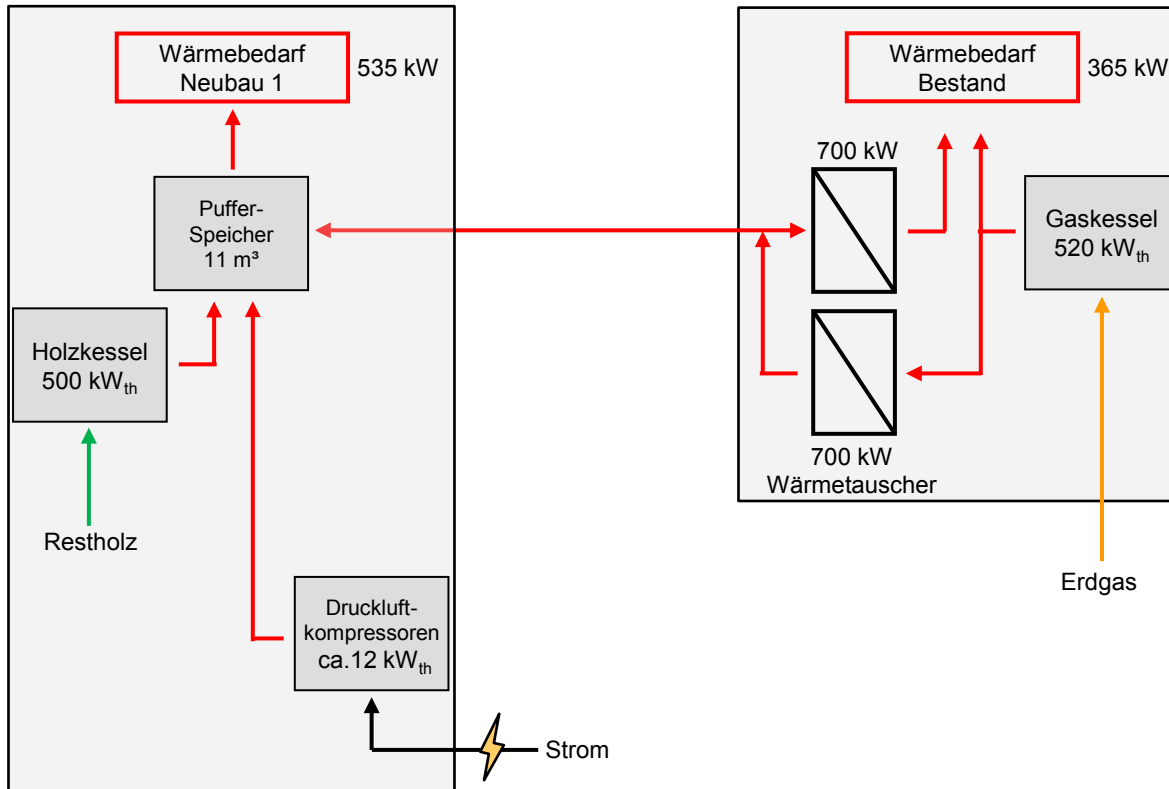 Wärmebedarf
Neubau 1
535 kW
Puffer-
Speicher
11 m³
Holzkessel
500 kWth
Restholz
Druckluft-
kompressoren
ca.12 kWth
Strom
Wärmebedarf
Bestand
365 kW
700 kW
Gaskessel
520 kWth
700 kW
Wärmetauscher
Erdgas